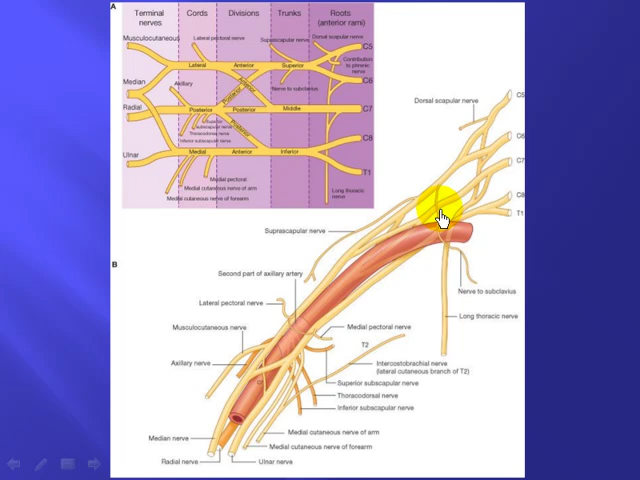 A
Terminal nerves
Cords
Divisions
Trunks
Roots (anterior rami)
Musculocutaneous
Lateral pectoral nerve
Suprascapular nerve
Dorsal scapular nerve
C5
Contribution to phrenic nerve
Lateral
Anterior
Superior
C6
Median
Axillary
Anterior
Nerve to subclavius
Posterior
Radial
Posterior
Posterior
Middle
C7
Superior subscapular nerve
Thoracodorsal nerve
Inferior subscapular nerve
Posterior
C8
Ulnar
Medial
Anterior
Inferior
T1
Medial pectoral
Medial cutaneous nerve of arm
Medial cutaneous nerve of forearm
Long thoracic nerve
B
Dorsal scapular nerve
C5
C6
C7
C8
T1
Suprascapular nerve
Second part of axillary artery
Nerve to subclavius
Lateral pectoral nerve
Long thoracic nerve
Musculocutaneous nerve
Medial pectoral nerve
T2
Axillary nerve
Intercostobrachial nerve
(lateral cutaneous branch of T2)
Superior subscapular nerve
Thoracodorsal nerve
Inferior subscapular nerve
Medial cutaneous nerve of arm
Median nerve
Medial cutaneous nerve of forearm
Radial nerve
Ulnar nerve